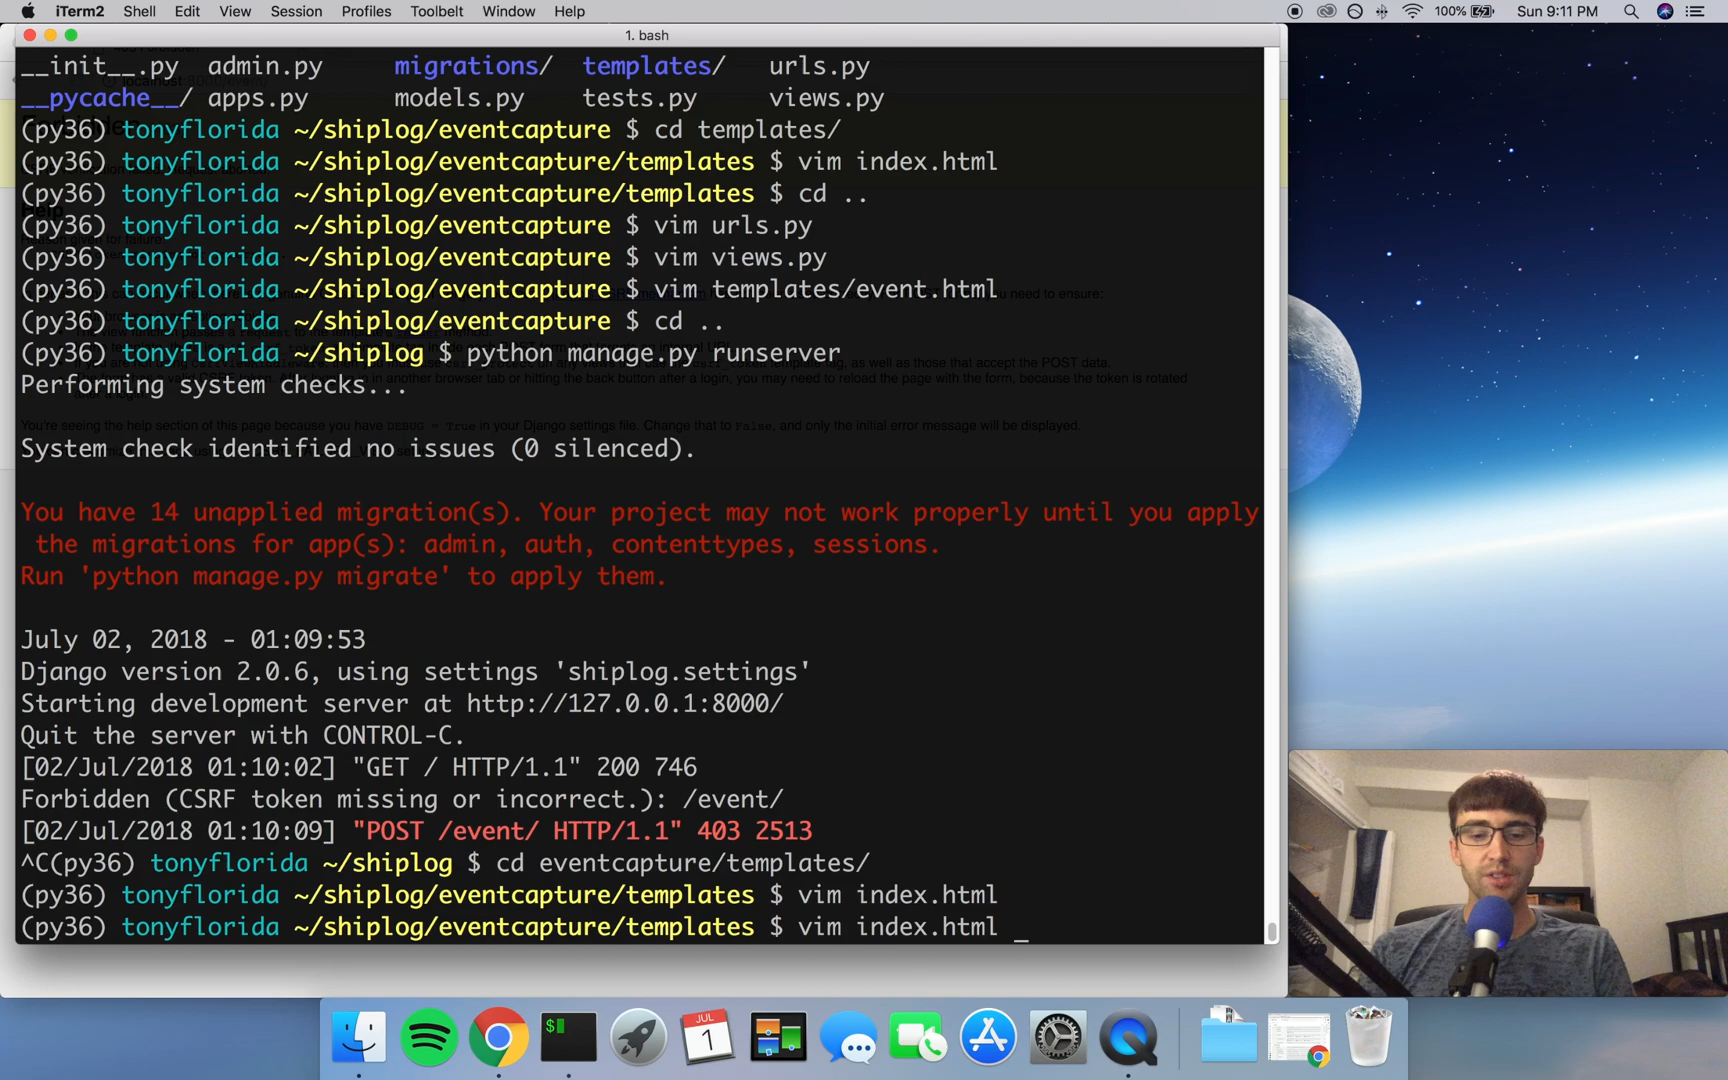 iTerm2 Shell Edit View Session Profiles Toolbelt Window Help 100% Sun 9:11 PM
1. bash
__init__.py admin.py migrations/ templates/ urls.py
__pycache__/ apps.py models.py tests.py views.py
(py36) tonyflorida ~/shiplog/eventcapture $ cd templates/
(py36) tonyflorida ~/shiplog/eventcapture/templates $ vim index.html
(py36) tonyflorida ~/shiplog/eventcapture/templates $ cd ..
(py36) tonyflorida ~/shiplog/eventcapture $ vim urls.py
(py36) tonyflorida ~/shiplog/eventcapture $ vim views.py
(py36) tonyflorida ~/shiplog/eventcapture $ vim templates/event.html
(py36) tonyflorida ~/shiplog/eventcapture $ cd ..
(py36) tonyflorida ~/shiplog $ python manage.py runserver
Performing system checks...
System check identified no issues (0 silenced).
You have 14 unapplied migration(s). Your project may not work properly until you apply
the migrations for app(s): admin, auth, contenttypes, sessions.
Run 'python manage.py migrate' to apply them.
July 02, 2018 - 01:09:53
Django version 2.0.6, using settings 'shiplog.settings'
Starting development server at http://127.0.0.1:8000/
Quit the server with CONTROL-C.
[02/Jul/2018 01:10:02] "GET / HTTP/1.1" 200 746
Forbidden (CSRF token missing or incorrect.): /event/
[02/Jul/2018 01:10:09] "POST /event/ HTTP/1.1" 403 2513
^C(py36) tonyflorida ~/shiplog $ cd eventcapture/templates/
(py36) tonyflorida ~/shiplog/eventcapture/templates $ vim index.html
(py36) tonyflorida ~/shiplog/eventcapture/templates $ vim index.html _
$
JUL
1